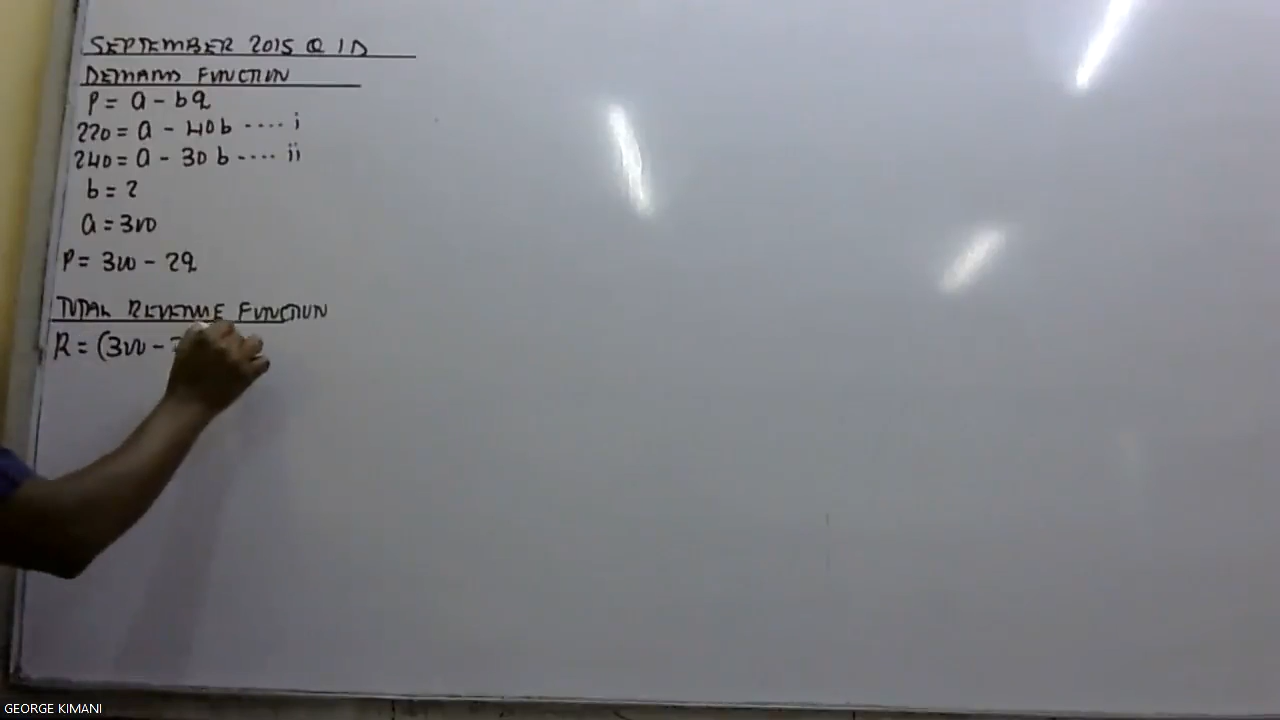 SEPTEMBER 2015 Q 1D
DEMAND FUNCTION
P = a - bq
220 = a - 40b ---- i
240 = a - 30b ---- ii
b = 2
a = 300
P = 300 - 2q
TOTAL REVENUE FUNCTION
R = (300 -
GEORGE KIMANI